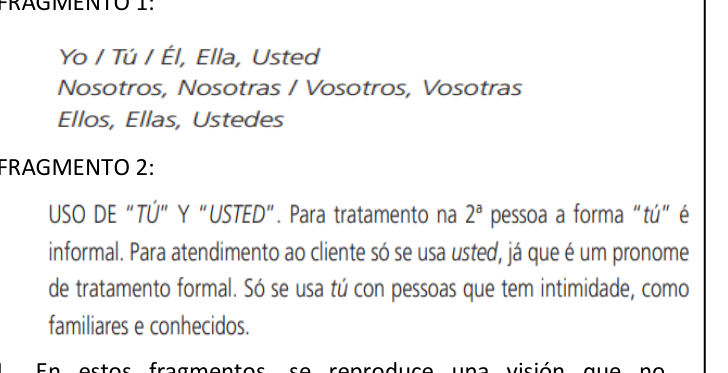 FRAGMENTO 1:
Yo / Tú / Él, Ella, Usted
Nosotros, Nosotras / Vosotros, Vosotras
Ellos, Ellas, Ustedes
FRAGMENTO 2:
USO DE “TÚ” Y “USTED”. Para tratamento na 2ª pessoa a forma “tú” é
informal. Para atendimento ao cliente só se usa usted, já que é um pronome
de tratamento formal. Só se usa tú con pessoas que tem intimidade, como
familiares e conhecidos.
En estos fragmentos, se reproduce una visión que no